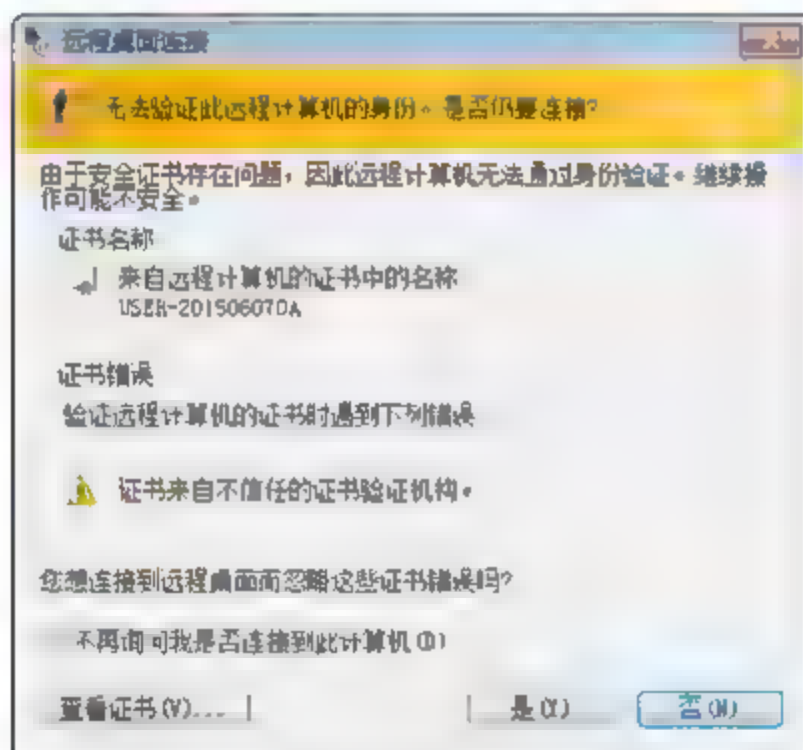 远程桌面连接
无法验证此远程计算机的身份。是否仍要连接?
由于安全证书存在问题，因此远程计算机无法通过身份验证。继续操
作可能不安全。
证书名称
来自远程计算机的证书中的名称
USER-20150607DA
证书错误
验证远程计算机的证书时遇到下列错误
证书来自不信任的证书验证机构。
您想连接到远程桌面而忽略这些证书错误吗?
不再询问我是否连接到此计算机(D)
查看证书(V)...
是(Y)
否(N)